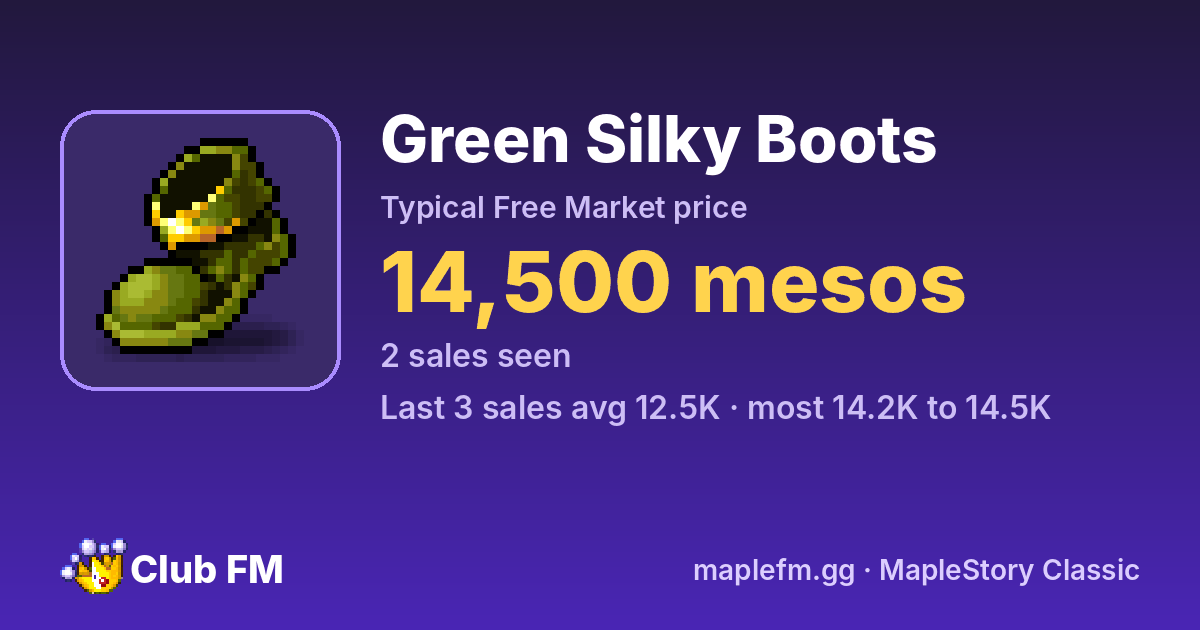 Green Silky Boots
Typical Free Market price
14,500 mesos
2 sales seen
Last 3 sales avg 12.5K · most 14.2K to 14.5K
Club FM
maplefm.gg · MapleStory Classic